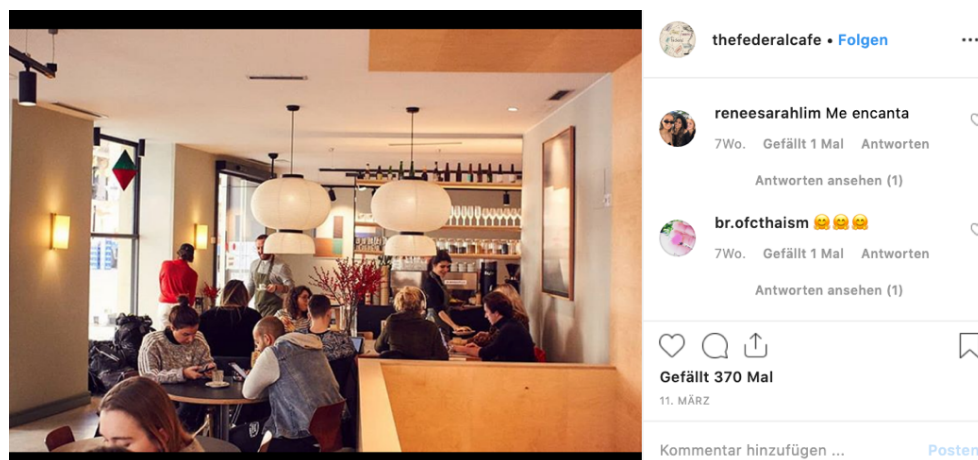 thefederalcafe • Folgen
reneesarahlim Me encanta
7Wo. Gefällt 1 Mal Antworten
Antworten ansehen (1)
br.ofcthaism 🤗🤗🤗
7Wo. Gefällt 1 Mal Antworten
Antworten ansehen (1)
Gefällt 370 Mal
11. MÄRZ
Kommentar hinzufügen ... Posten